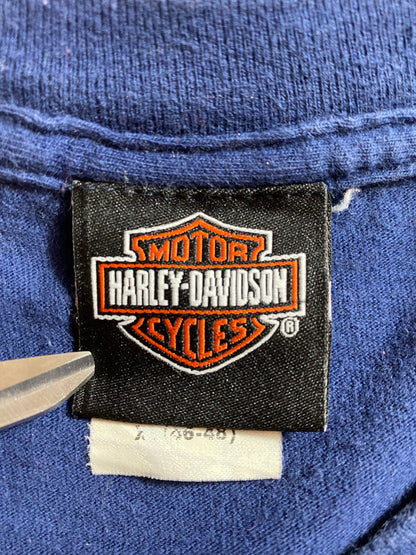 MOTOR
HARLEY-DAVIDSON
CYCLES
®
X (46-48)